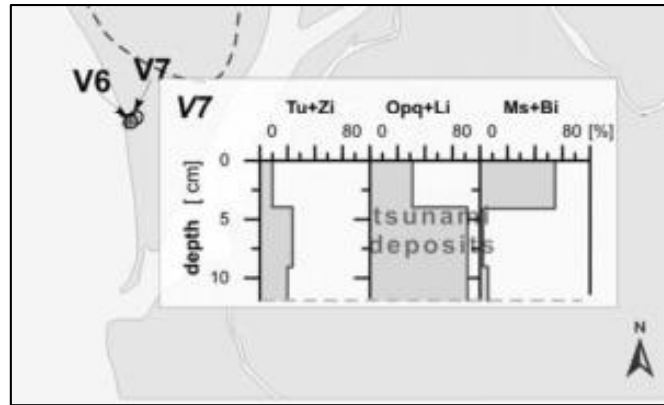 V6 V7
V7 Tu+Zi Opq+Li Ms+Bi
0 80 0 80 0 80 [%]
depth [cm]
0
5
10
tsunami
deposits
N